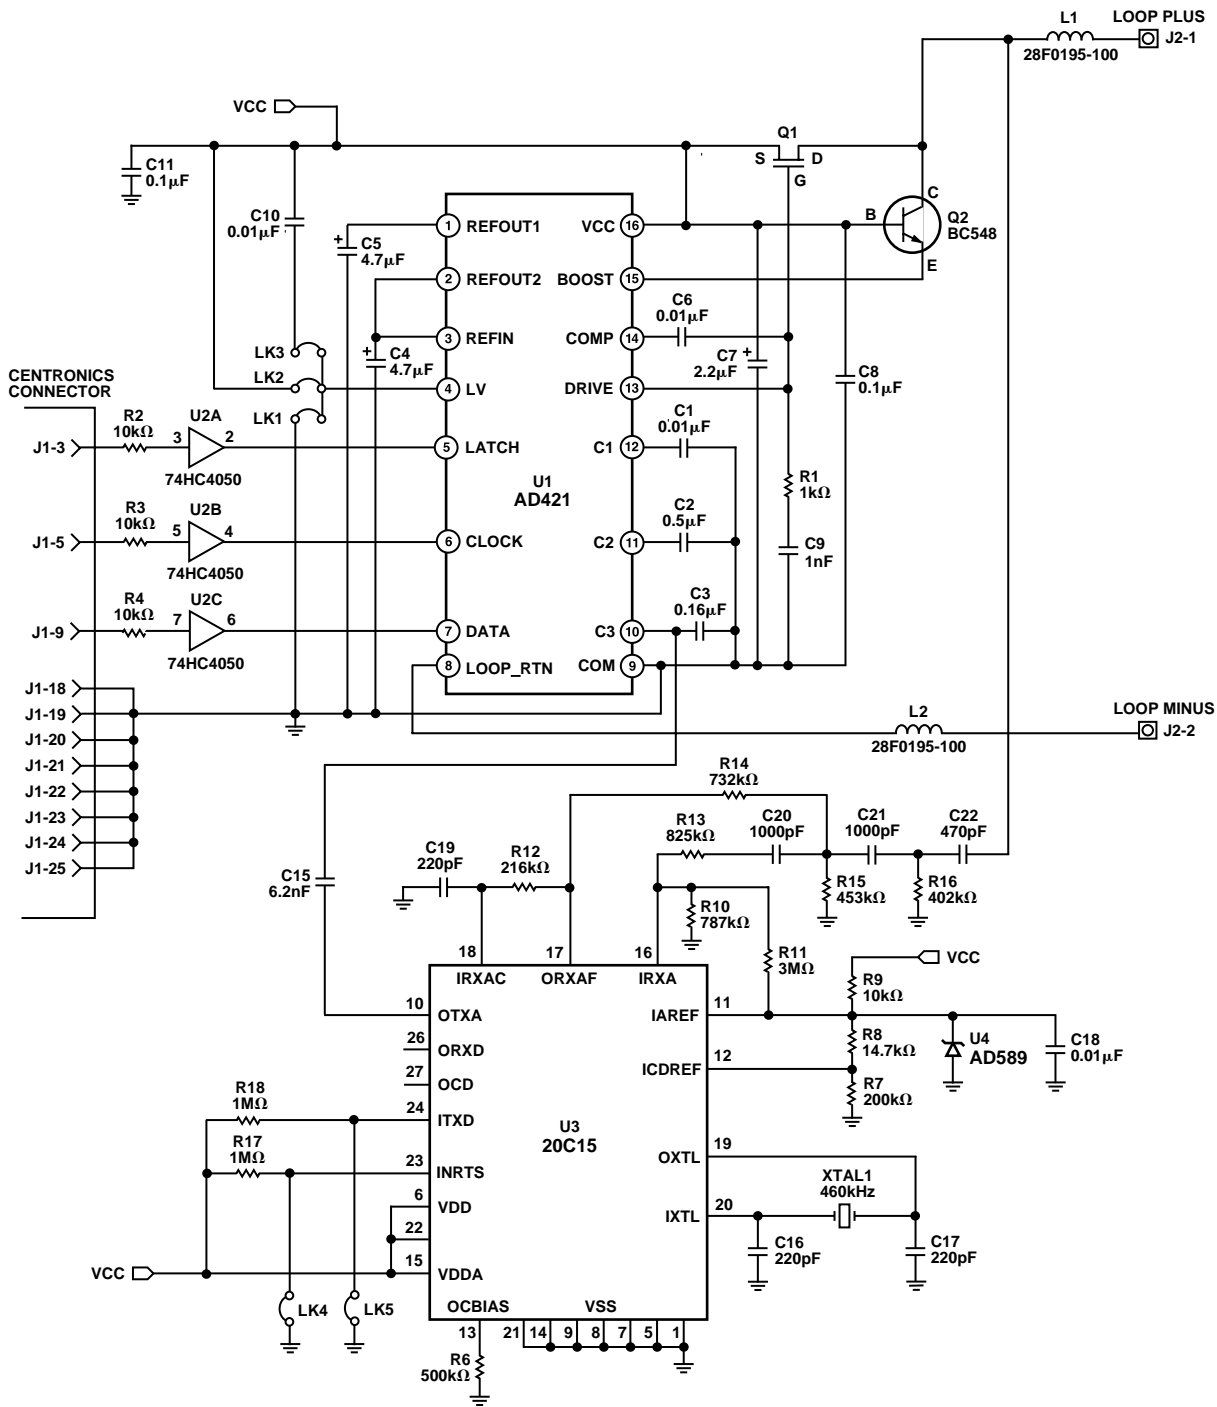 L1
LOOP PLUS
J2-1
28F0195-100
VCC
Q1
S
D
G
C11
0.1µF
C10
0.01µF
C
B
Q2
BC548
E
C5
4.7µF
+
1
REFOUT1
VCC
16
2
REFOUT2
BOOST
15
C6
0.01µF
3
REFIN
COMP
14
+
C4
4.7µF
C7
2.2µF
+
C8
0.1µF
LK3
LK2
LK1
4
LV
DRIVE
13
CENTRONICS
CONNECTOR
J1-3
R2
10kΩ
3
U2A
2
74HC4050
5
LATCH
C1
12
C1
0.01µF
U1
AD421
R1
1kΩ
J1-5
R3
10kΩ
5
U2B
4
74HC4050
6
CLOCK
C2
11
C2
0.5µF
C9
1nF
J1-9
R4
10kΩ
7
U2C
6
74HC4050
7
DATA
C3
10
C3
0.16µF
8
LOOP_RTN
COM
9
J1-18
J1-19
J1-20
J1-21
J1-22
J1-23
J1-24
J1-25
L2
28F0195-100
LOOP MINUS
J2-2
R14
732kΩ
R13
825kΩ
C20
1000pF
C21
1000pF
C22
470pF
C19
220pF
R12
216kΩ
C15
6.2nF
R15
453kΩ
R16
402kΩ
R10
787kΩ
R11
3MΩ
18
17
16
IRXAC
ORXAF
IRXA
VCC
R9
10kΩ
10
OTXA
IAREF
11
26
ORXD
R8
14.7kΩ
U4
AD589
C18
0.01µF
27
OCD
ICDREF
12
R7
200kΩ
R18
1MΩ
24
ITXD
U3
20C15
R17
1MΩ
23
INRTS
OXTL
19
6
VDD
XTAL1
460kHz
22
IXTL
20
C16
220pF
C17
220pF
VCC
15
VDDA
LK4
LK5
OCBIAS
VSS
13
21
14
9
8
7
5
1
R6
500kΩ